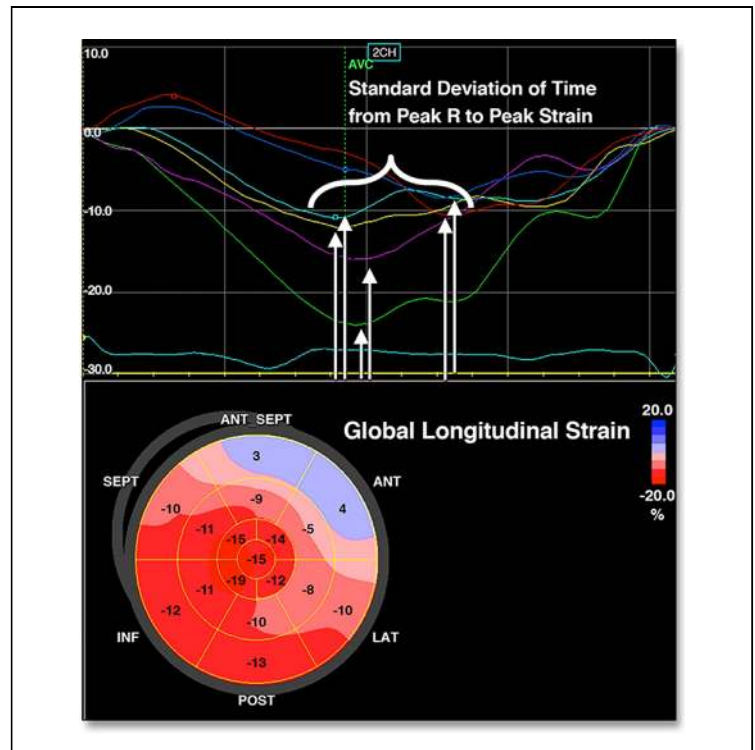 10.0
2CH
AVC
Standard Deviation of Time
from Peak R to Peak Strain
0.0
-10.0
-20.0
-30.0
ANT_SEPT
Global Longitudinal Strain
20.0
-20.0
%
SEPT
ANT
3
4
-10
-9
-5
-11
-15
-14
-15
-19
-12
-11
-8
-12
-10
-10
-13
INF
LAT
POST